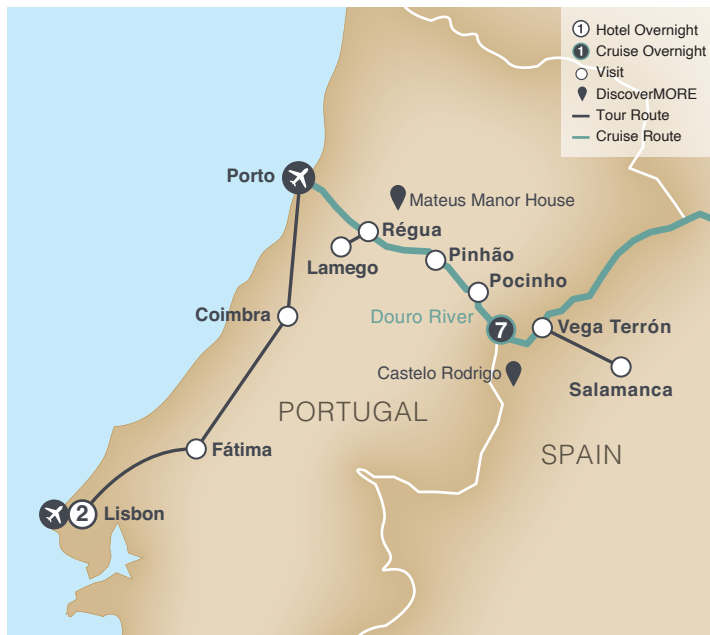 1 Hotel Overnight
1 Cruise Overnight
Visit
DiscoverMORE
Tour Route
Cruise Route
Porto
Mateus Manor House
Régua
Lamego
Pinhão
Pocinho
Coimbra
Douro River
7
Vega Terrón
Castelo Rodrigo
Salamanca
PORTUGAL
Fátima
SPAIN
2 Lisbon